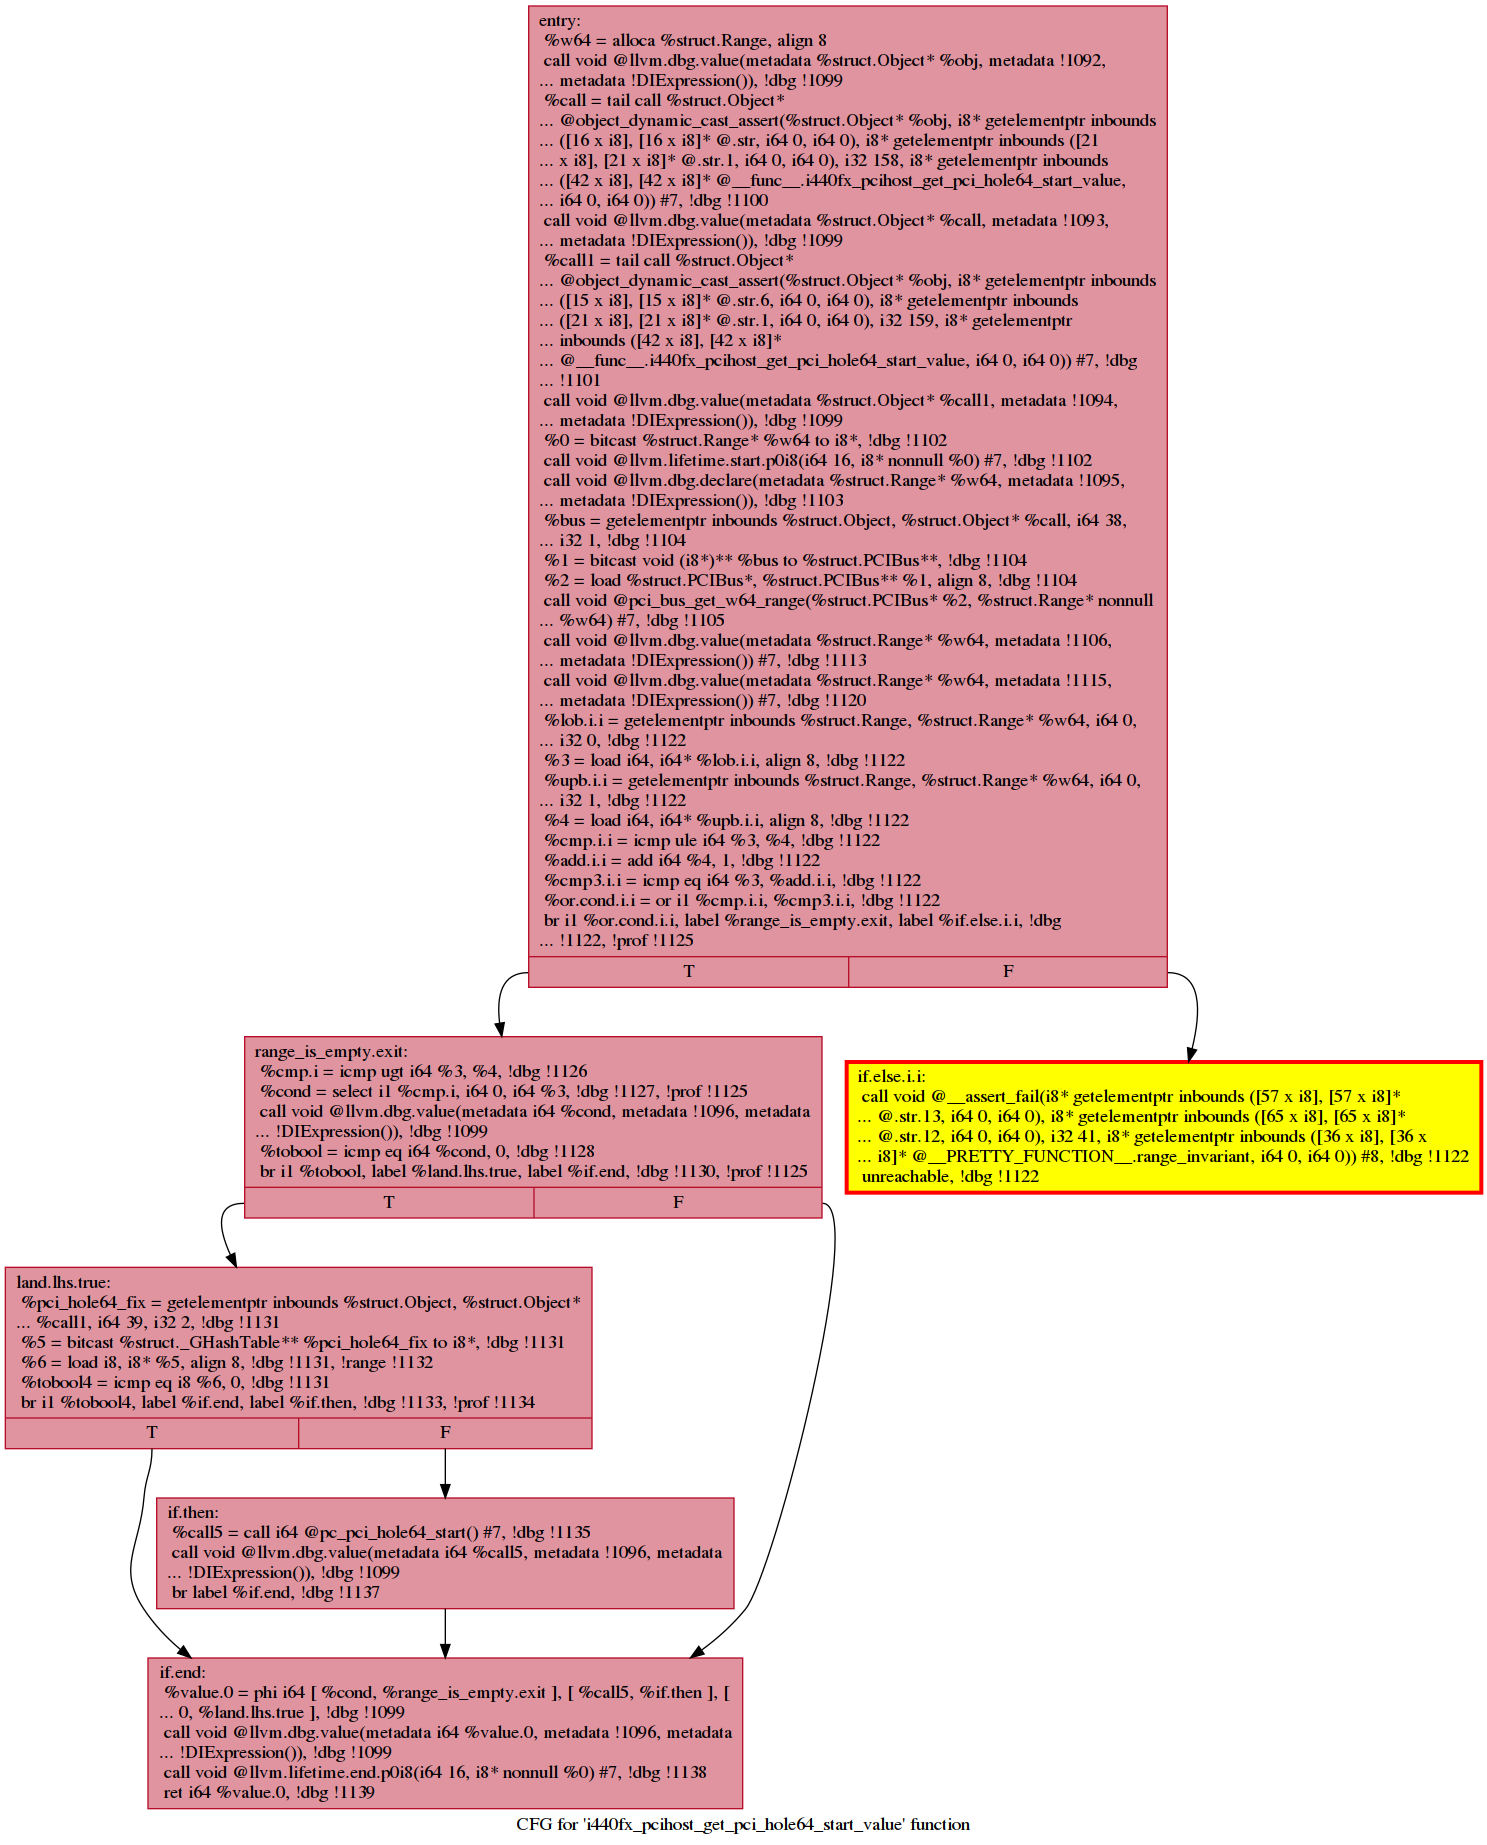 entry:
%w64 = alloca %struct.Range, align 8
call void @llvm.dbg.value(metadata %struct.Object* %obj, metadata !1092,
... metadata !DIExpression()), !dbg !1099
%call = tail call %struct.Object*
... @object_dynamic_cast_assert(%struct.Object* %obj, i8* getelementptr inbounds
... ([16 x i8], [16 x i8]* @.str, i64 0, i64 0), i8* getelementptr inbounds ([21
... x i8], [21 x i8]* @.str.1, i64 0, i64 0), i32 158, i8* getelementptr inbounds
... ([42 x i8], [42 x i8]* @__func__.i440fx_pcihost_get_pci_hole64_start_value,
... i64 0, i64 0)) #7, !dbg !1100
call void @llvm.dbg.value(metadata %struct.Object* %call, metadata !1093,
... metadata !DIExpression()), !dbg !1099
%call1 = tail call %struct.Object*
... @object_dynamic_cast_assert(%struct.Object* %obj, i8* getelementptr inbounds
... ([15 x i8], [15 x i8]* @.str.6, i64 0, i64 0), i8* getelementptr inbounds
... ([21 x i8], [21 x i8]* @.str.1, i64 0, i64 0), i32 159, i8* getelementptr
... inbounds ([42 x i8], [42 x i8]*
... @__func__.i440fx_pcihost_get_pci_hole64_start_value, i64 0, i64 0)) #7, !dbg
... !1101
call void @llvm.dbg.value(metadata %struct.Object* %call1, metadata !1094,
... metadata !DIExpression()), !dbg !1099
%0 = bitcast %struct.Range* %w64 to i8*, !dbg !1102
call void @llvm.lifetime.start.p0i8(i64 16, i8* nonnull %0) #7, !dbg !1102
call void @llvm.dbg.declare(metadata %struct.Range* %w64, metadata !1095,
... metadata !DIExpression()), !dbg !1103
%bus = getelementptr inbounds %struct.Object, %struct.Object* %call, i64 38,
... i32 1, !dbg !1104
%1 = bitcast void (i8*)** %bus to %struct.PCIBus**, !dbg !1104
%2 = load %struct.PCIBus*, %struct.PCIBus** %1, align 8, !dbg !1104
call void @pci_bus_get_w64_range(%struct.PCIBus* %2, %struct.Range* nonnull
... %w64) #7, !dbg !1105
call void @llvm.dbg.value(metadata %struct.Range* %w64, metadata !1106,
... metadata !DIExpression()) #7, !dbg !1113
call void @llvm.dbg.value(metadata %struct.Range* %w64, metadata !1115,
... metadata !DIExpression()) #7, !dbg !1120
%lob.i.i = getelementptr inbounds %struct.Range, %struct.Range* %w64, i64 0,
... i32 0, !dbg !1122
%3 = load i64, i64* %lob.i.i, align 8, !dbg !1122
%upb.i.i = getelementptr inbounds %struct.Range, %struct.Range* %w64, i64 0,
... i32 1, !dbg !1122
%4 = load i64, i64* %upb.i.i, align 8, !dbg !1122
%cmp.i.i = icmp ule i64 %3, %4, !dbg !1122
%add.i.i = add i64 %4, 1, !dbg !1122
%cmp3.i.i = icmp eq i64 %3, %add.i.i, !dbg !1122
%or.cond.i.i = or i1 %cmp.i.i, %cmp3.i.i, !dbg !1122
br i1 %or.cond.i.i, label %range_is_empty.exit, label %if.else.i.i, !dbg
... !1122, !prof !1125
T F
range_is_empty.exit:
%cmp.i = icmp ugt i64 %3, %4, !dbg !1126
%cond = select i1 %cmp.i, i64 0, i64 %3, !dbg !1127, !prof !1125
call void @llvm.dbg.value(metadata i64 %cond, metadata !1096, metadata
... !DIExpression()), !dbg !1099
%tobool = icmp eq i64 %cond, 0, !dbg !1128
br i1 %tobool, label %land.lhs.true, label %if.end, !dbg !1130, !prof !1125
T F
if.else.i.i:
call void @__assert_fail(i8* getelementptr inbounds ([57 x i8], [57 x i8]*
... @.str.13, i64 0, i64 0), i8* getelementptr inbounds ([65 x i8], [65 x i8]*
... @.str.12, i64 0, i64 0), i32 41, i8* getelementptr inbounds ([36 x i8], [36 x
... i8]* @__PRETTY_FUNCTION__.range_invariant, i64 0, i64 0)) #8, !dbg !1122
unreachable, !dbg !1122
land.lhs.true:
%pci_hole64_fix = getelementptr inbounds %struct.Object, %struct.Object*
... %call1, i64 39, i32 2, !dbg !1131
%5 = bitcast %struct._GHashTable** %pci_hole64_fix to i8*, !dbg !1131
%6 = load i8, i8* %5, align 8, !dbg !1131, !range !1132
%tobool4 = icmp eq i8 %6, 0, !dbg !1131
br i1 %tobool4, label %if.end, label %if.then, !dbg !1133, !prof !1134
T F
if.then:
%call5 = call i64 @pc_pci_hole64_start() #7, !dbg !1135
call void @llvm.dbg.value(metadata i64 %call5, metadata !1096, metadata
... !DIExpression()), !dbg !1099
br label %if.end, !dbg !1137
if.end:
%value.0 = phi i64 [ %cond, %range_is_empty.exit ], [ %call5, %if.then ], [
... 0, %land.lhs.true ], !dbg !1099
call void @llvm.dbg.value(metadata i64 %value.0, metadata !1096, metadata
... !DIExpression()), !dbg !1099
call void @llvm.lifetime.end.p0i8(i64 16, i8* nonnull %0) #7, !dbg !1138
ret i64 %value.0, !dbg !1139
CFG for 'i440fx_pcihost_get_pci_hole64_start_value' function